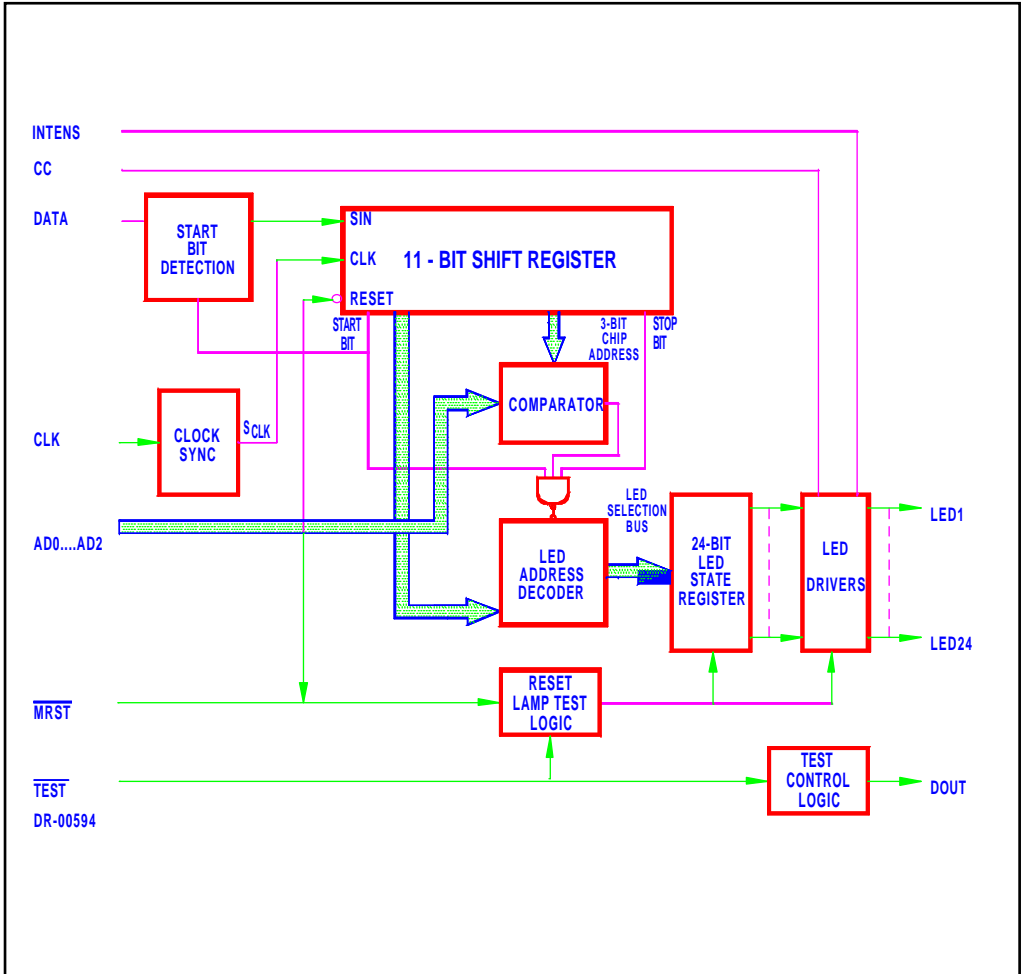 INTENS
CC
DATA
START
BIT
DETECTION
SIN
CLK
RESET
11 - BIT SHIFT REGISTER
START
BIT
3-BIT
CHIP
ADDRESS
STOP
BIT
COMPARATOR
CLK
CLOCK
SYNC
SCLK
AD0....AD2
LED
ADDRESS
DECODER
LED
SELECTION
BUS
24-BIT
LED
STATE
REGISTER
LED
DRIVERS
LED1
LED24
MRST
RESET
LAMP TEST
LOGIC
TEST
TEST
CONTROL
LOGIC
DOUT
DR-00594